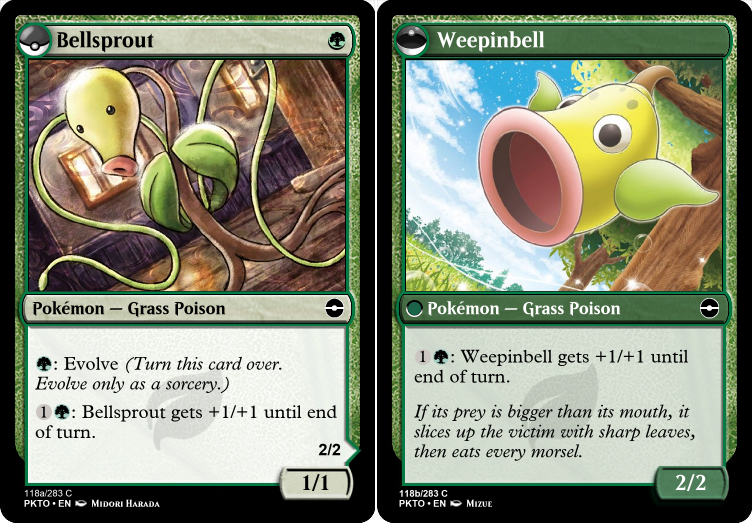 Bellsprout
Pokémon — Grass Poison
: Evolve (Turn this card over.
Evolve only as a sorcery.)
1 : Bellsprout gets +1/+1 until end
of turn.
2/2
1/1
118a/283 C
PKTO • EN Midori Harada
Weepinbell
Pokémon — Grass Poison
1 : Weepinbell gets +1/+1 until
end of turn.
If its prey is bigger than its mouth, it
slices up the victim with sharp leaves,
then eats every morsel.
2/2
118b/283 C
PKTO • EN Mizue